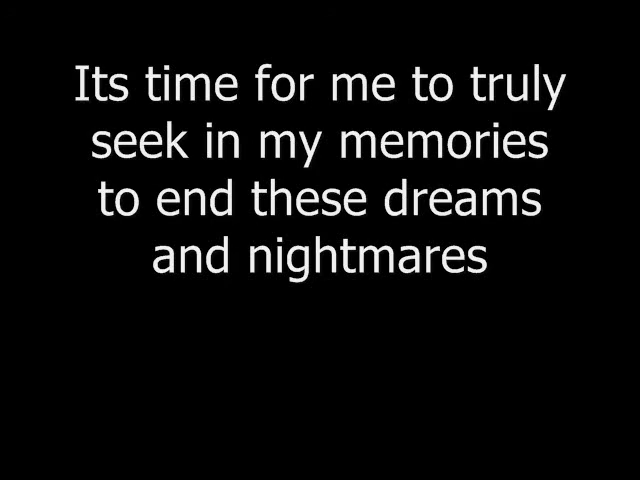 Its time for me to truly
seek in my memories
to end these dreams
and nightmares